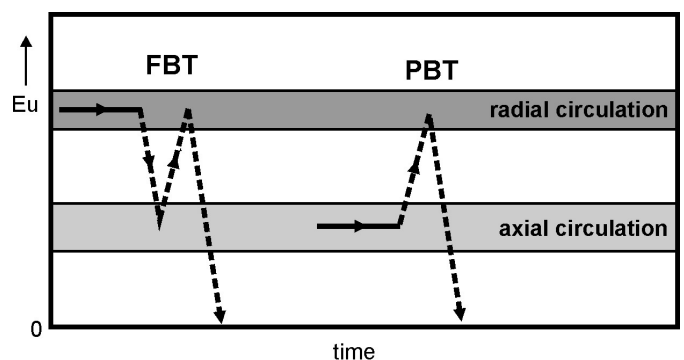 FBT
PBT
Eu
radial circulation
axial circulation
0
time